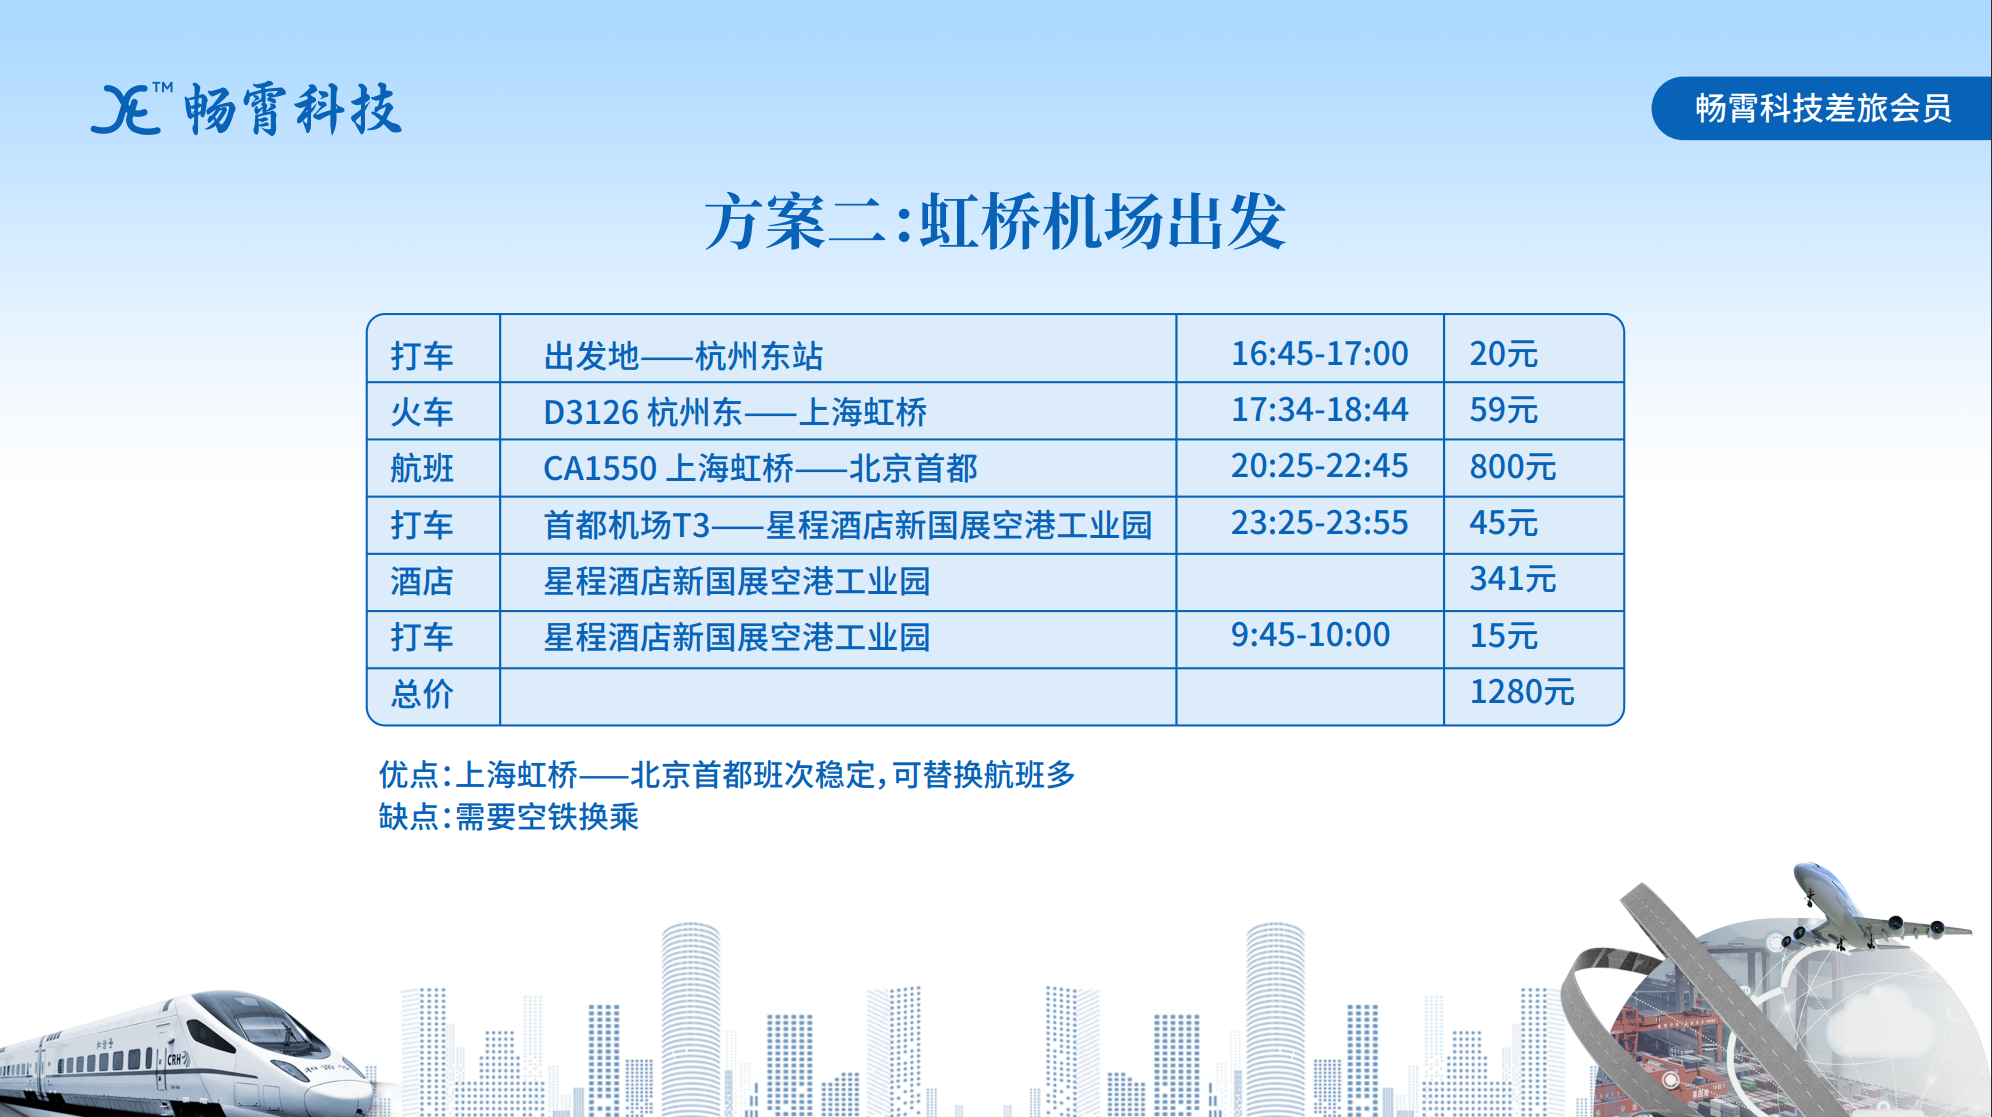 XE™ 畅霄科技
畅霄科技差旅会员
方案二：虹桥机场出发
打车 出发地——杭州东站 16:45-17:00 20元
火车 D3126 杭州东——上海虹桥 17:34-18:44 59元
航班 CA1550 上海虹桥——北京首都 20:25-22:45 800元
打车 首都机场T3——星程酒店新国展空港工业园 23:25-23:55 45元
酒店 星程酒店新国展空港工业园 341元
打车 星程酒店新国展空港工业园 9:45-10:00 15元
总价 1280元
优点：上海虹桥——北京首都班次稳定，可替换航班多
缺点：需要空铁换乘
和谐号
CRH